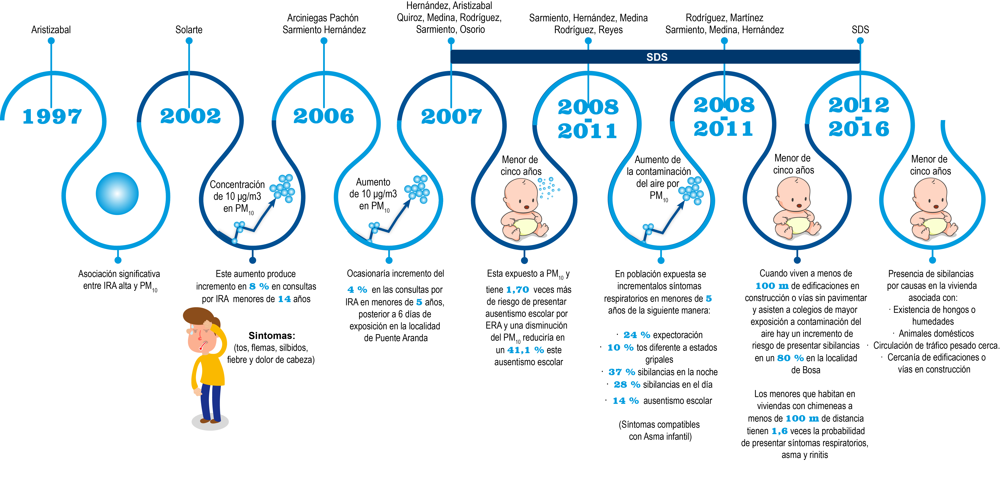 Aristizabal
1997
Asociación significativa
entre IRA alta y PM10
Solarte
2002
Concentración
de 10 µg/m3
en PM10
Este aumento produce
incremento en 8 % en consultas
por IRA menores de 14 años
Sintomas:
(tos, flemas, silbidos,
fiebre y dolor de cabeza)
Arciniegas Pachón
Sarmiento Hernández
2006
Aumento
de 10 µg/m3
en PM10
Ocasionaría incremento del
4 % en las consultas por
IRA en menores de 5 años,
posterior a 6 días de
exposición en la localidad
de Puente Aranda
Hernández, Aristizabal
Quiroz, Medina, Rodríguez,
Sarmiento, Osorio
SDS
2007
Menor de
cinco años
Esta expuesto a PM10 y
tiene 1,70 veces más
de riesgo de presentar
ausentismo escolar por
ERA y una disminución
del PM10 reduciría en
un 41,1 % este
ausentismo escolar
Sarmiento, Hernández, Medina
Rodríguez, Reyes
2008
-
2011
Aumento de
la contaminación
del aire por
PM10
En población expuesta se
incrementalos síntomas
respiratorios en menores de 5
años de la siguiente manera:
· 24 % expectoración
· 10 % tos diferente a estados
gripales
· 37 % sibilancias en la noche
· 28 % sibilancias en el día
· 14 % ausentismo escolar
(Síntomas compatibles
con Asma infantil)
Rodríguez, Martínez
Sarmiento, Medina, Hernández
2008
-
2011
Menor de
cinco años
Cuando viven a menos de
100 m de edificaciones en
construcción o vías sin pavimentar
y asisten a colegios de mayor
exposición a contaminación del
aire hay un incremento de
riesgo de presentar sibilancias
en un 80 % en la localidad
de Bosa
Los menores que habitan en
viviendas con chimeneas a
menos de 100 m de distancia
tienen 1,6 veces la probabilidad
de presentar síntomas respiratorios,
asma y rinitis
SDS
2012
-
2016
Menor de
cinco años
Presencia de sibilancias
por causas en la vivienda
asociada con:
· Existencia de hongos o
humedades
· Animales domésticos
· Circulación de tráfico pesado cerca.
· Cercanía de edificaciones o
vías en construcción